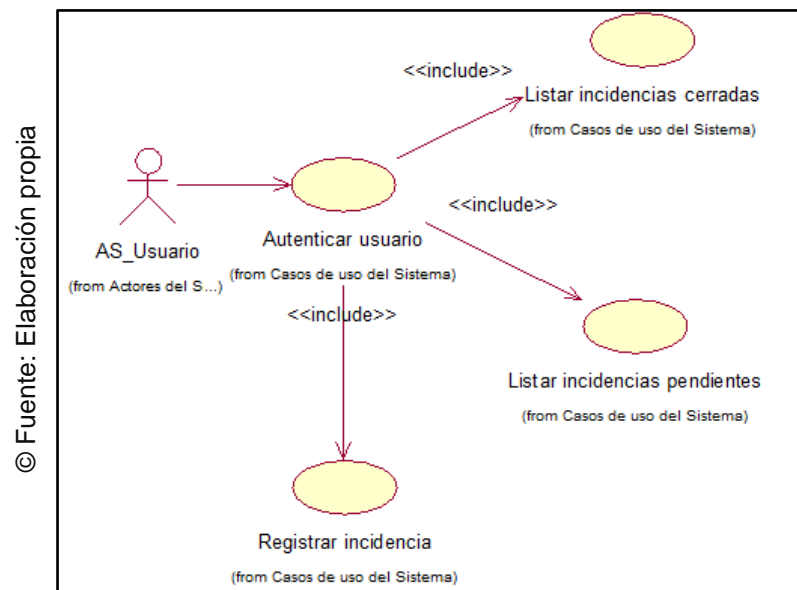 © Fuente: Elaboración propia
<<include>>
Listar incidencias cerradas
(from Casos de uso del Sistema)
AS_Usuario
(from Actores del S...)
Autenticar usuario
(from Casos de uso del Sistema)
<<include>>
<<include>>
Listar incidencias pendientes
(from Casos de uso del Sistema)
Registrar incidencia
(from Casos de uso del Sistema)